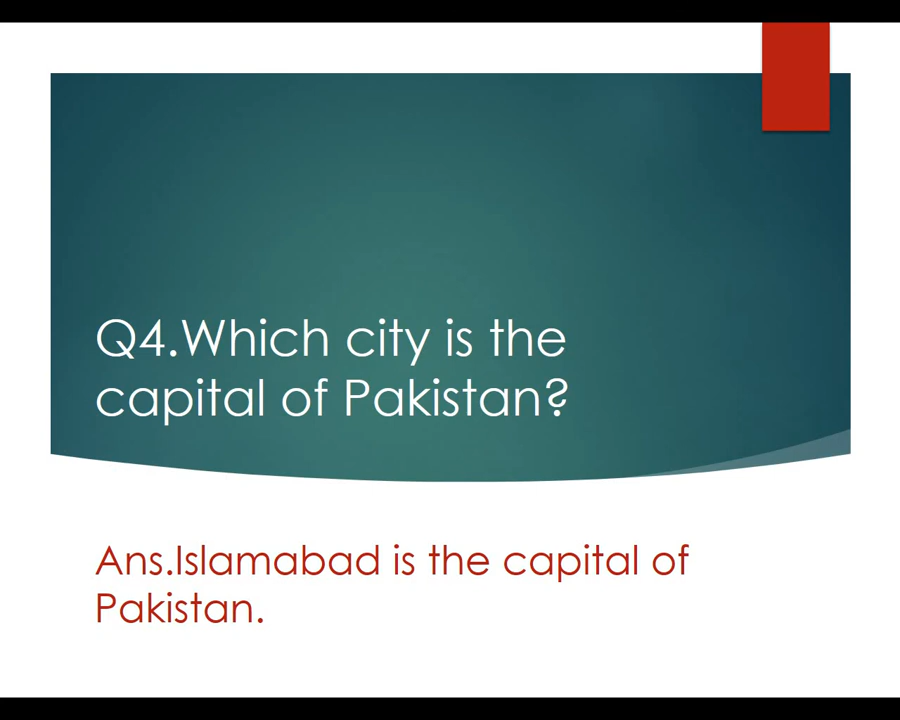 Q4.Which city is the
capital of Pakistan?
Ans.Islamabad is the capital of
Pakistan.